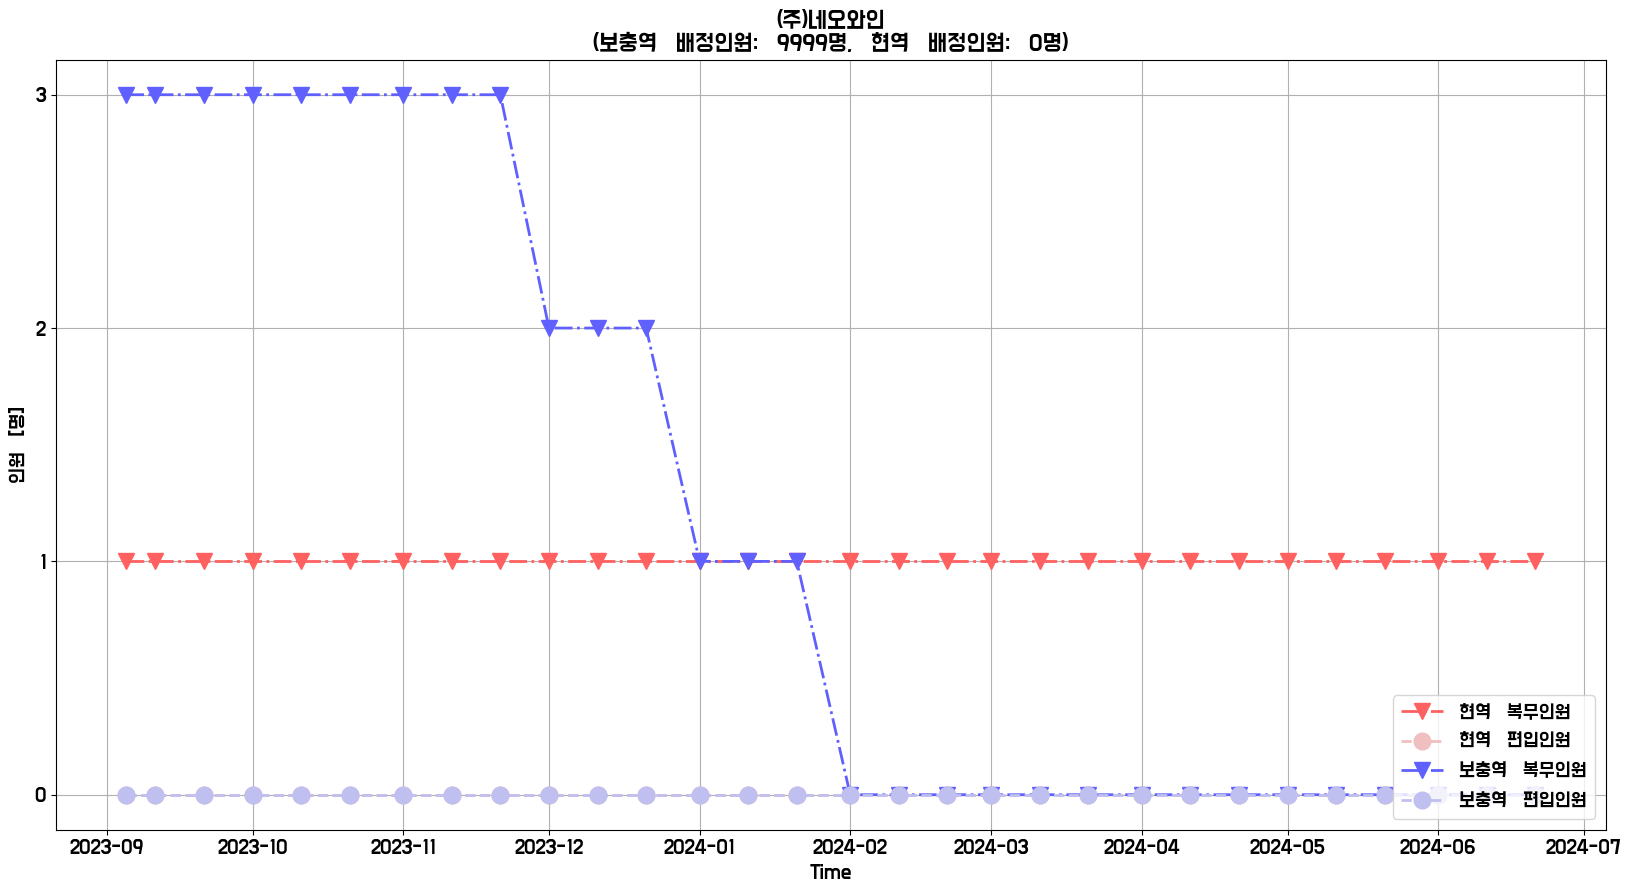 (주)네오와인
(보충역 배정인원: 9999명, 현역 배정인원: 0명)
인원 [명]
3
2
1
0
2023-09 2023-10 2023-11 2023-12 2024-01 2024-02 2024-03 2024-04 2024-05 2024-06 2024-07
Time
현역 복무인원
현역 편입인원
보충역 복무인원
보충역 편입인원